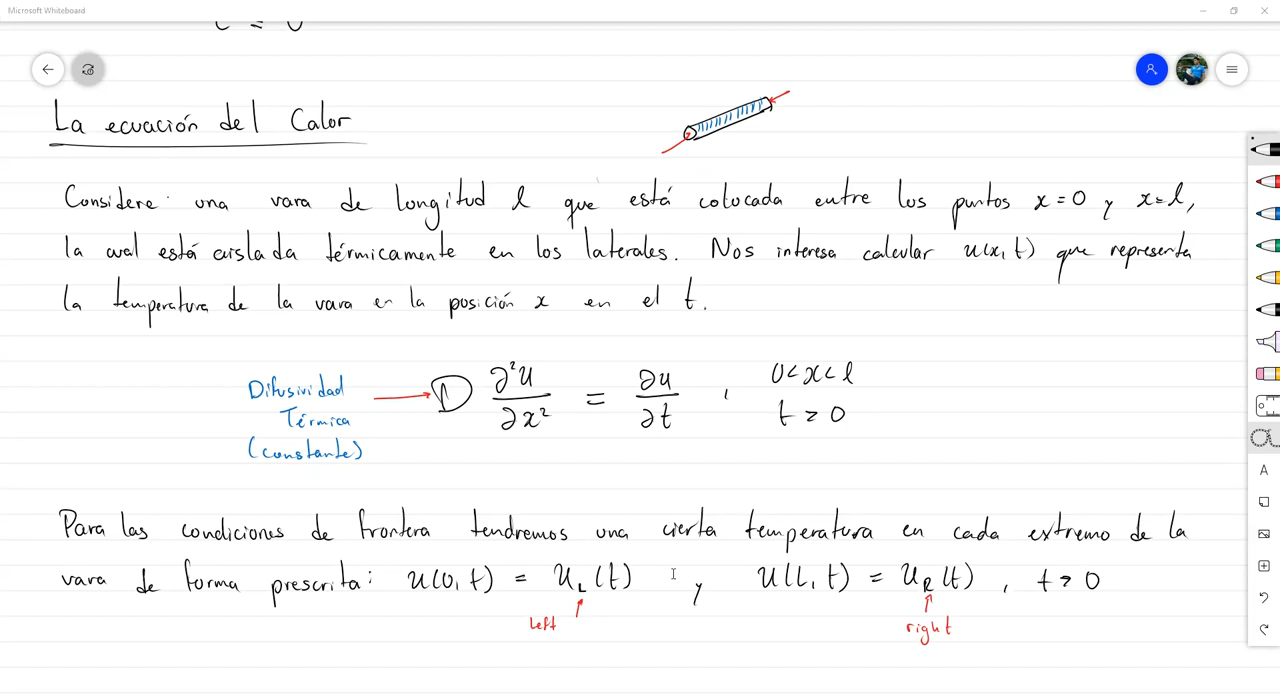 Microsoft Whiteboard
La ecuación del Calor
Considere una vara de longitud l que está colocada entre los puntos x=0 y x=l,
la cual está aislada térmicamente en los laterales. Nos interesa calcular u(x,t) que representa
la temperatura de la vara en la posición x en el t.
Difusividad
Térmica
(constante)
D ∂²u/∂x² = ∂u/∂t , 0<x<l
t > 0
Para las condiciones de frontera tendremos una cierta temperatura en cada extremo de la
vara de forma prescrita: u(0,t) = u_L(t) y u(L,t) = u_R(t) , t > 0
left
right
A